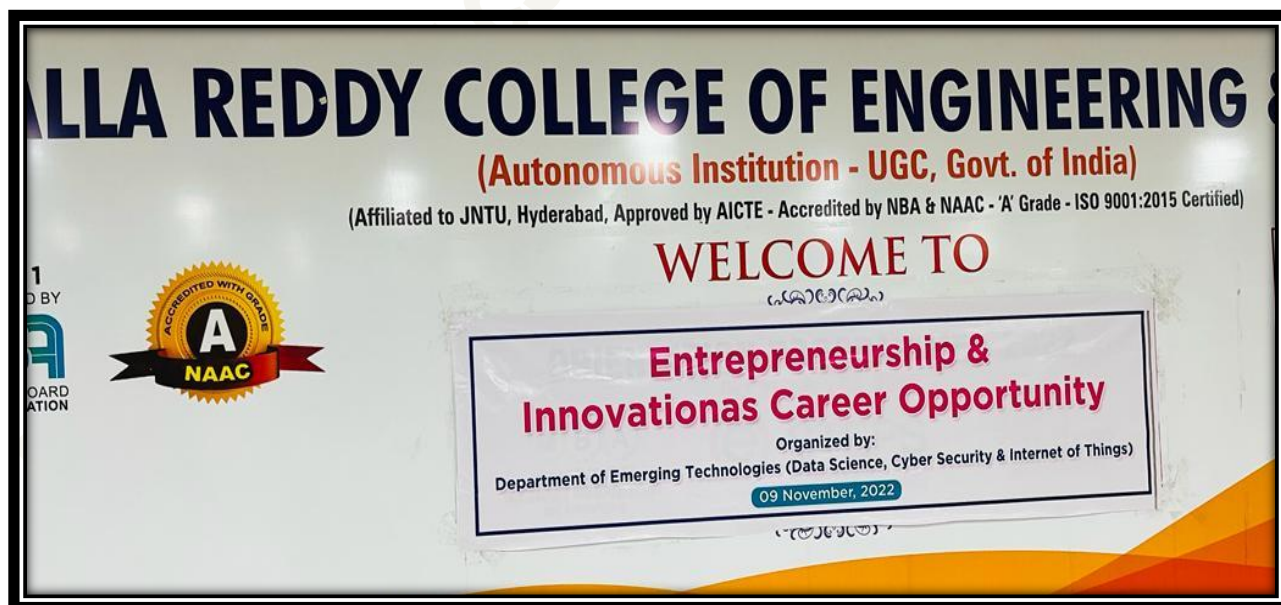 ALLA REDDY COLLEGE OF ENGINEERING &
(Autonomous Institution - UGC, Govt. of India)
(Affiliated to JNTU, Hyderabad, Approved by AICTE - Accredited by NBA & NAAC - 'A' Grade - ISO 9001:2015 Certified)
WELCOME TO
1
D BY
OARD
ATION
ACCREDITED WITH GRADE
A
NAAC
Entrepreneurship &
Innovationas Career Opportunity
Organized by:
Department of Emerging Technologies (Data Science, Cyber Security & Internet of Things)
09 November, 2022